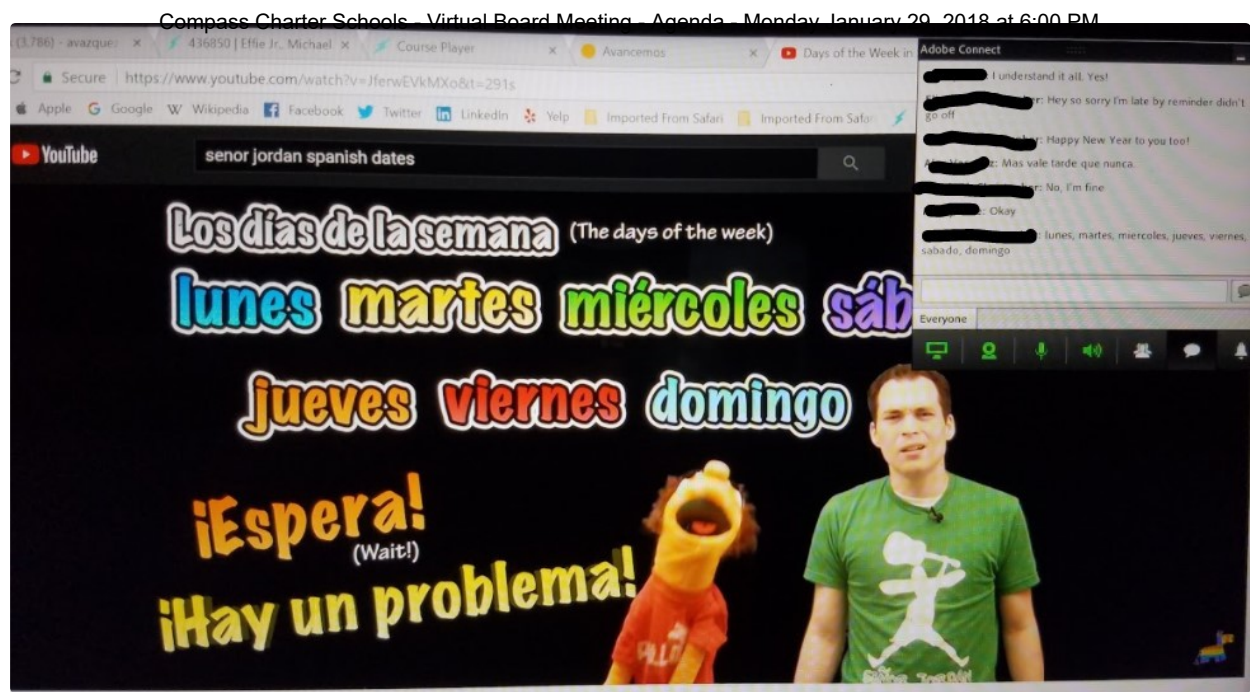 Compass Charter Schools - Virtual Board Meeting - Agenda - Monday January 29, 2018 at 6:00 PM
(3,786) - avazque
436850 | Effie Jr., Michael
Course Player
Avancemos
Days of the Week in
Secure https://www.youtube.com/watch?v=JferwEVkMXo&t=291s
Apple Google Wikipedia Facebook Twitter LinkedIn Yelp Imported From Safari Imported From Safar
YouTube
senor jordan spanish dates
Los días de la semana (The days of the week)
lunes martes miércoles sáb
jueves viernes domingo
¡Espera!
(Wait!)
¡Hay un problema!
Adobe Connect
: I understand it all. Yes!
er: Hey so sorry I'm late by reminder didn't
go off
r: Happy New Year to you too!
z: Mas vale tarde que nunca.
er: No, I'm fine
: Okay
: lunes, martes, miercoles, jueves, viernes,
sabado, domingo
Everyone